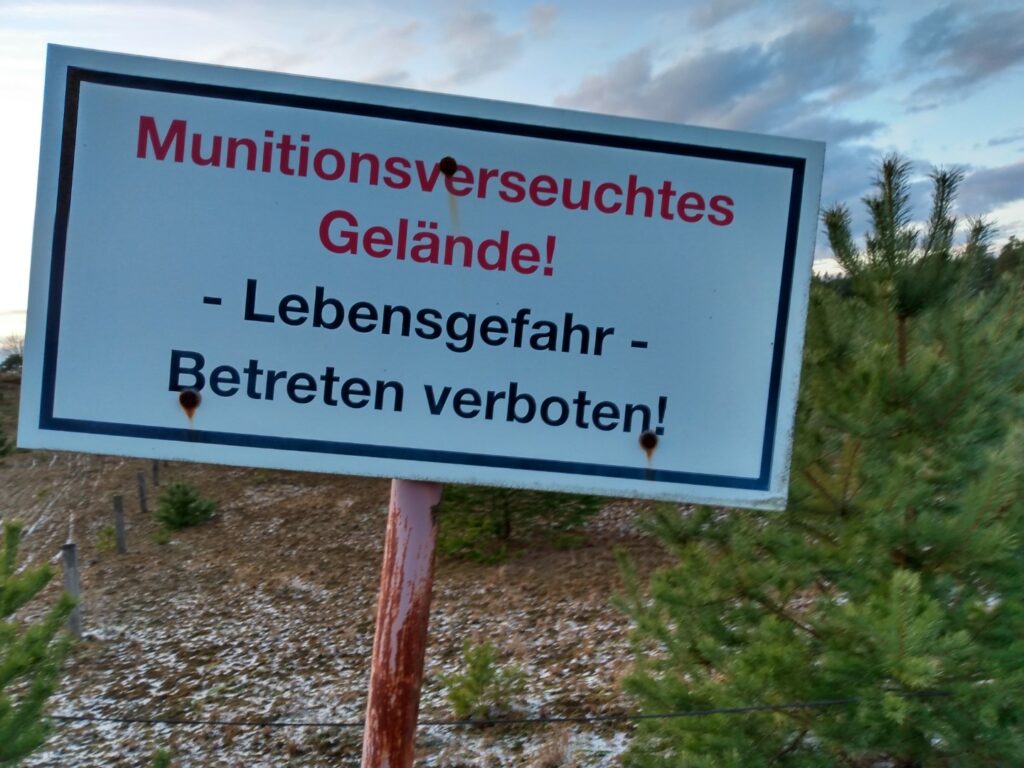 Munitionsverseuchtes
Gelände!
- Lebensgefahr -
Betreten verboten!